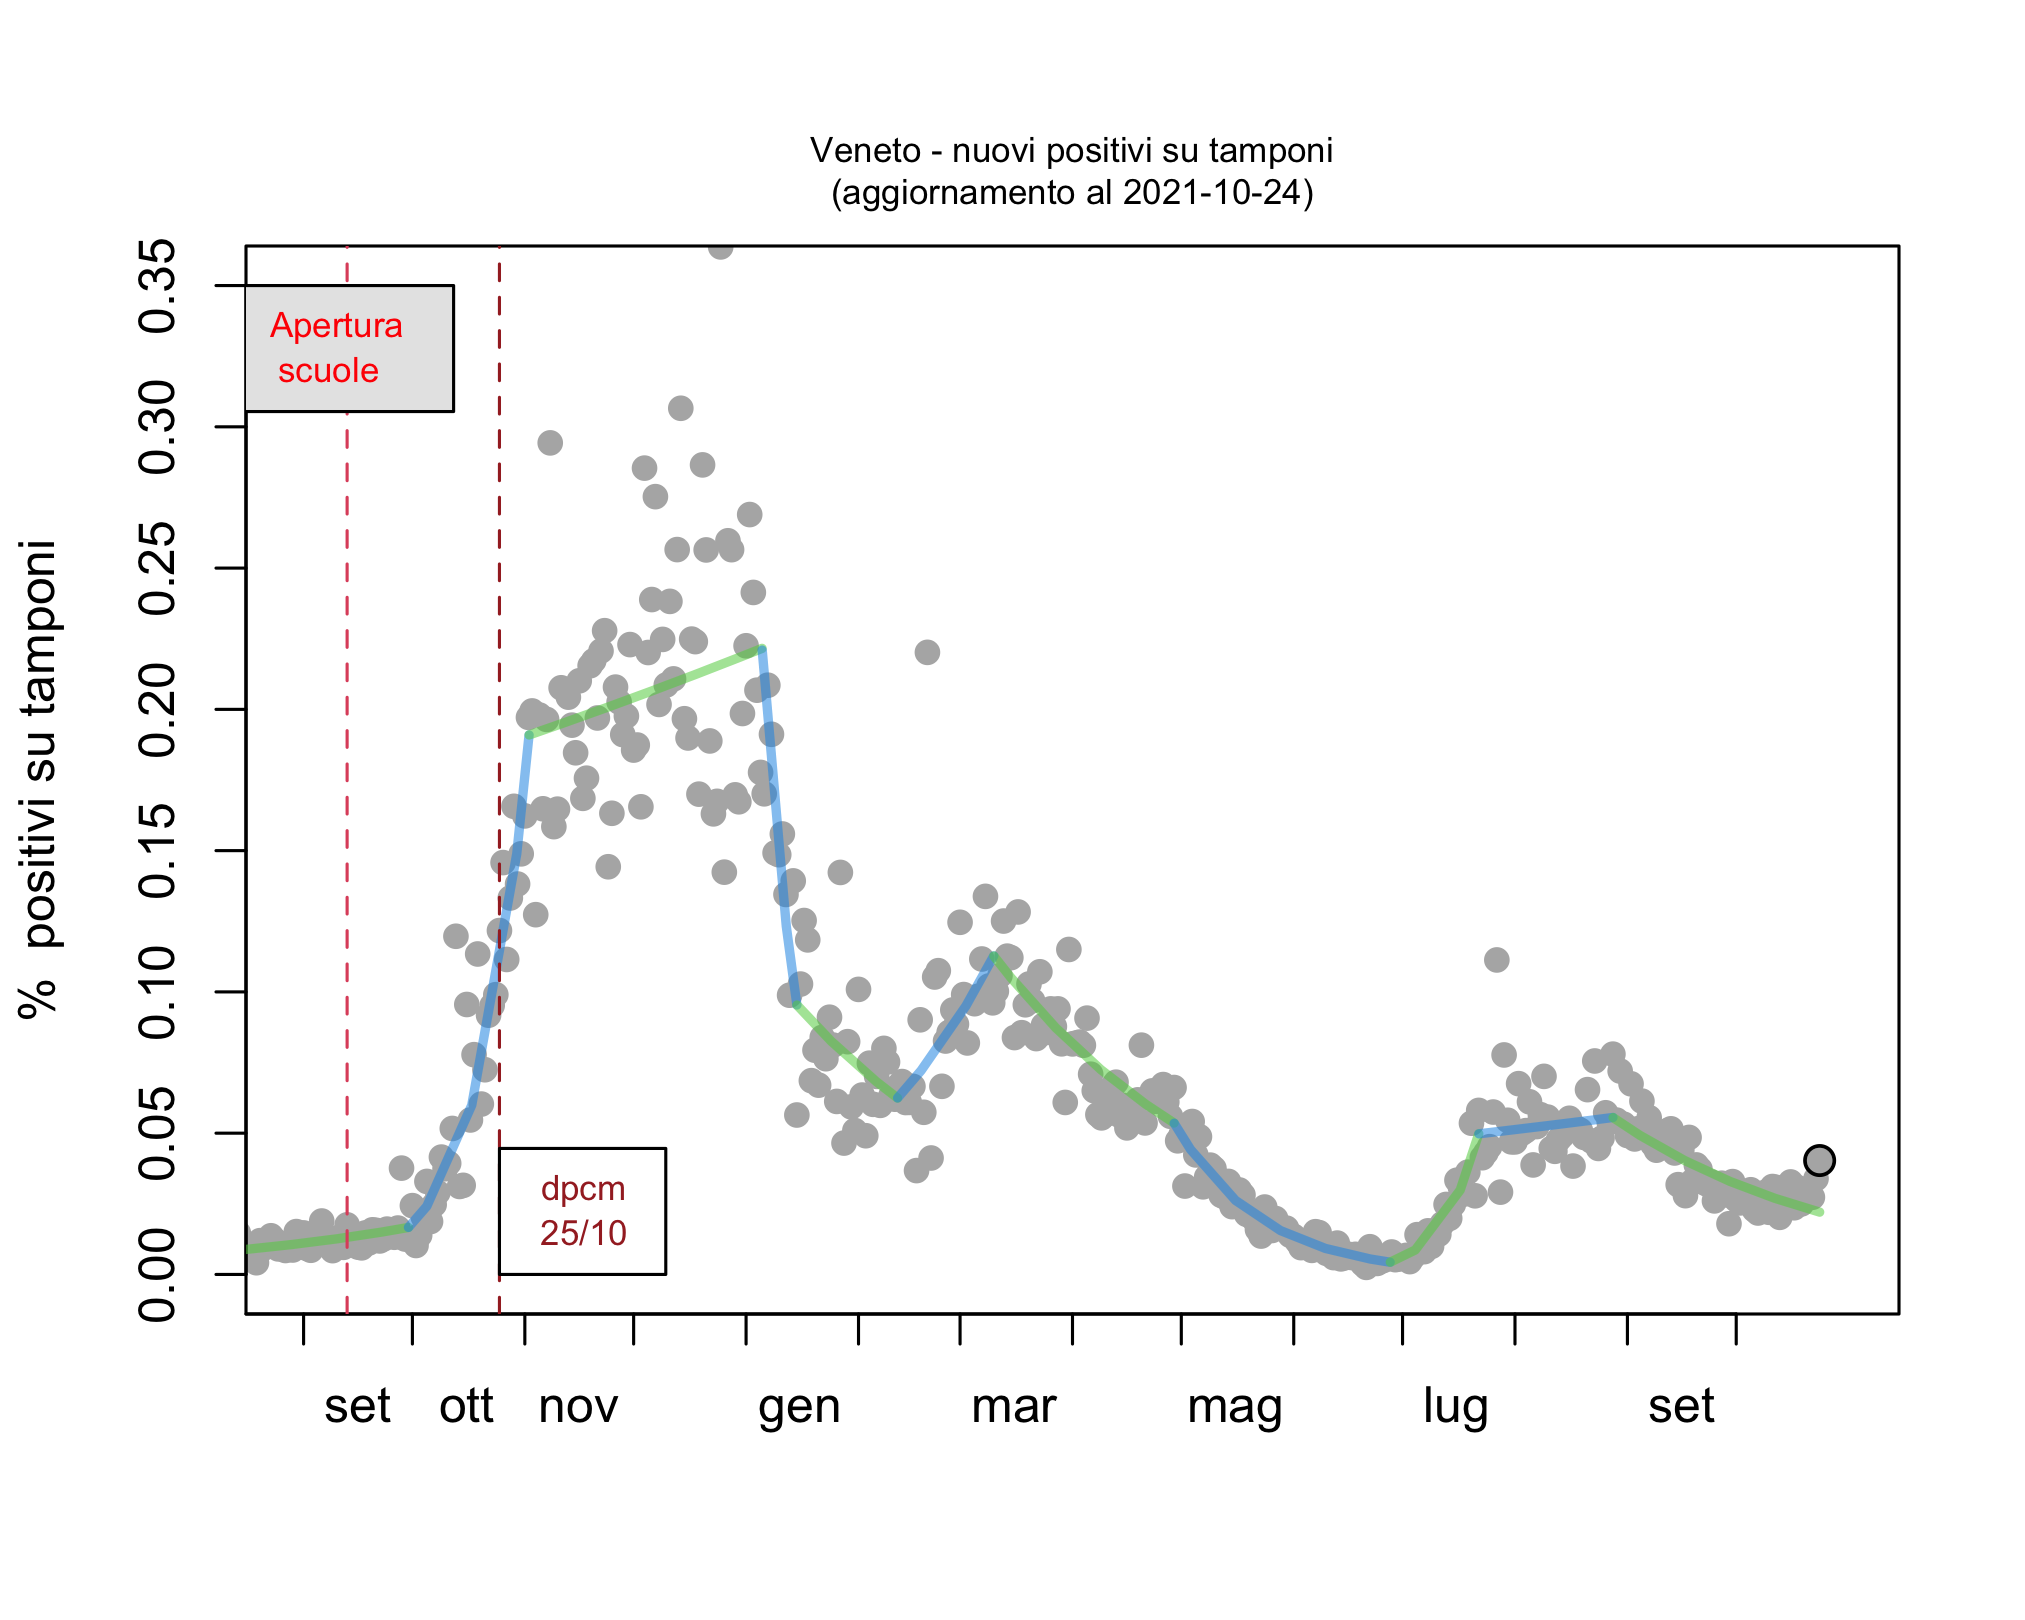 Veneto - nuovi positivi su tamponi
(aggiornamento al 2021-10-24)
% positivi su tamponi
0.35
0.30
0.25
0.20
0.15
0.10
0.05
0.00
Apertura
scuole
dpcm
25/10
set ott nov gen mar mag lug set